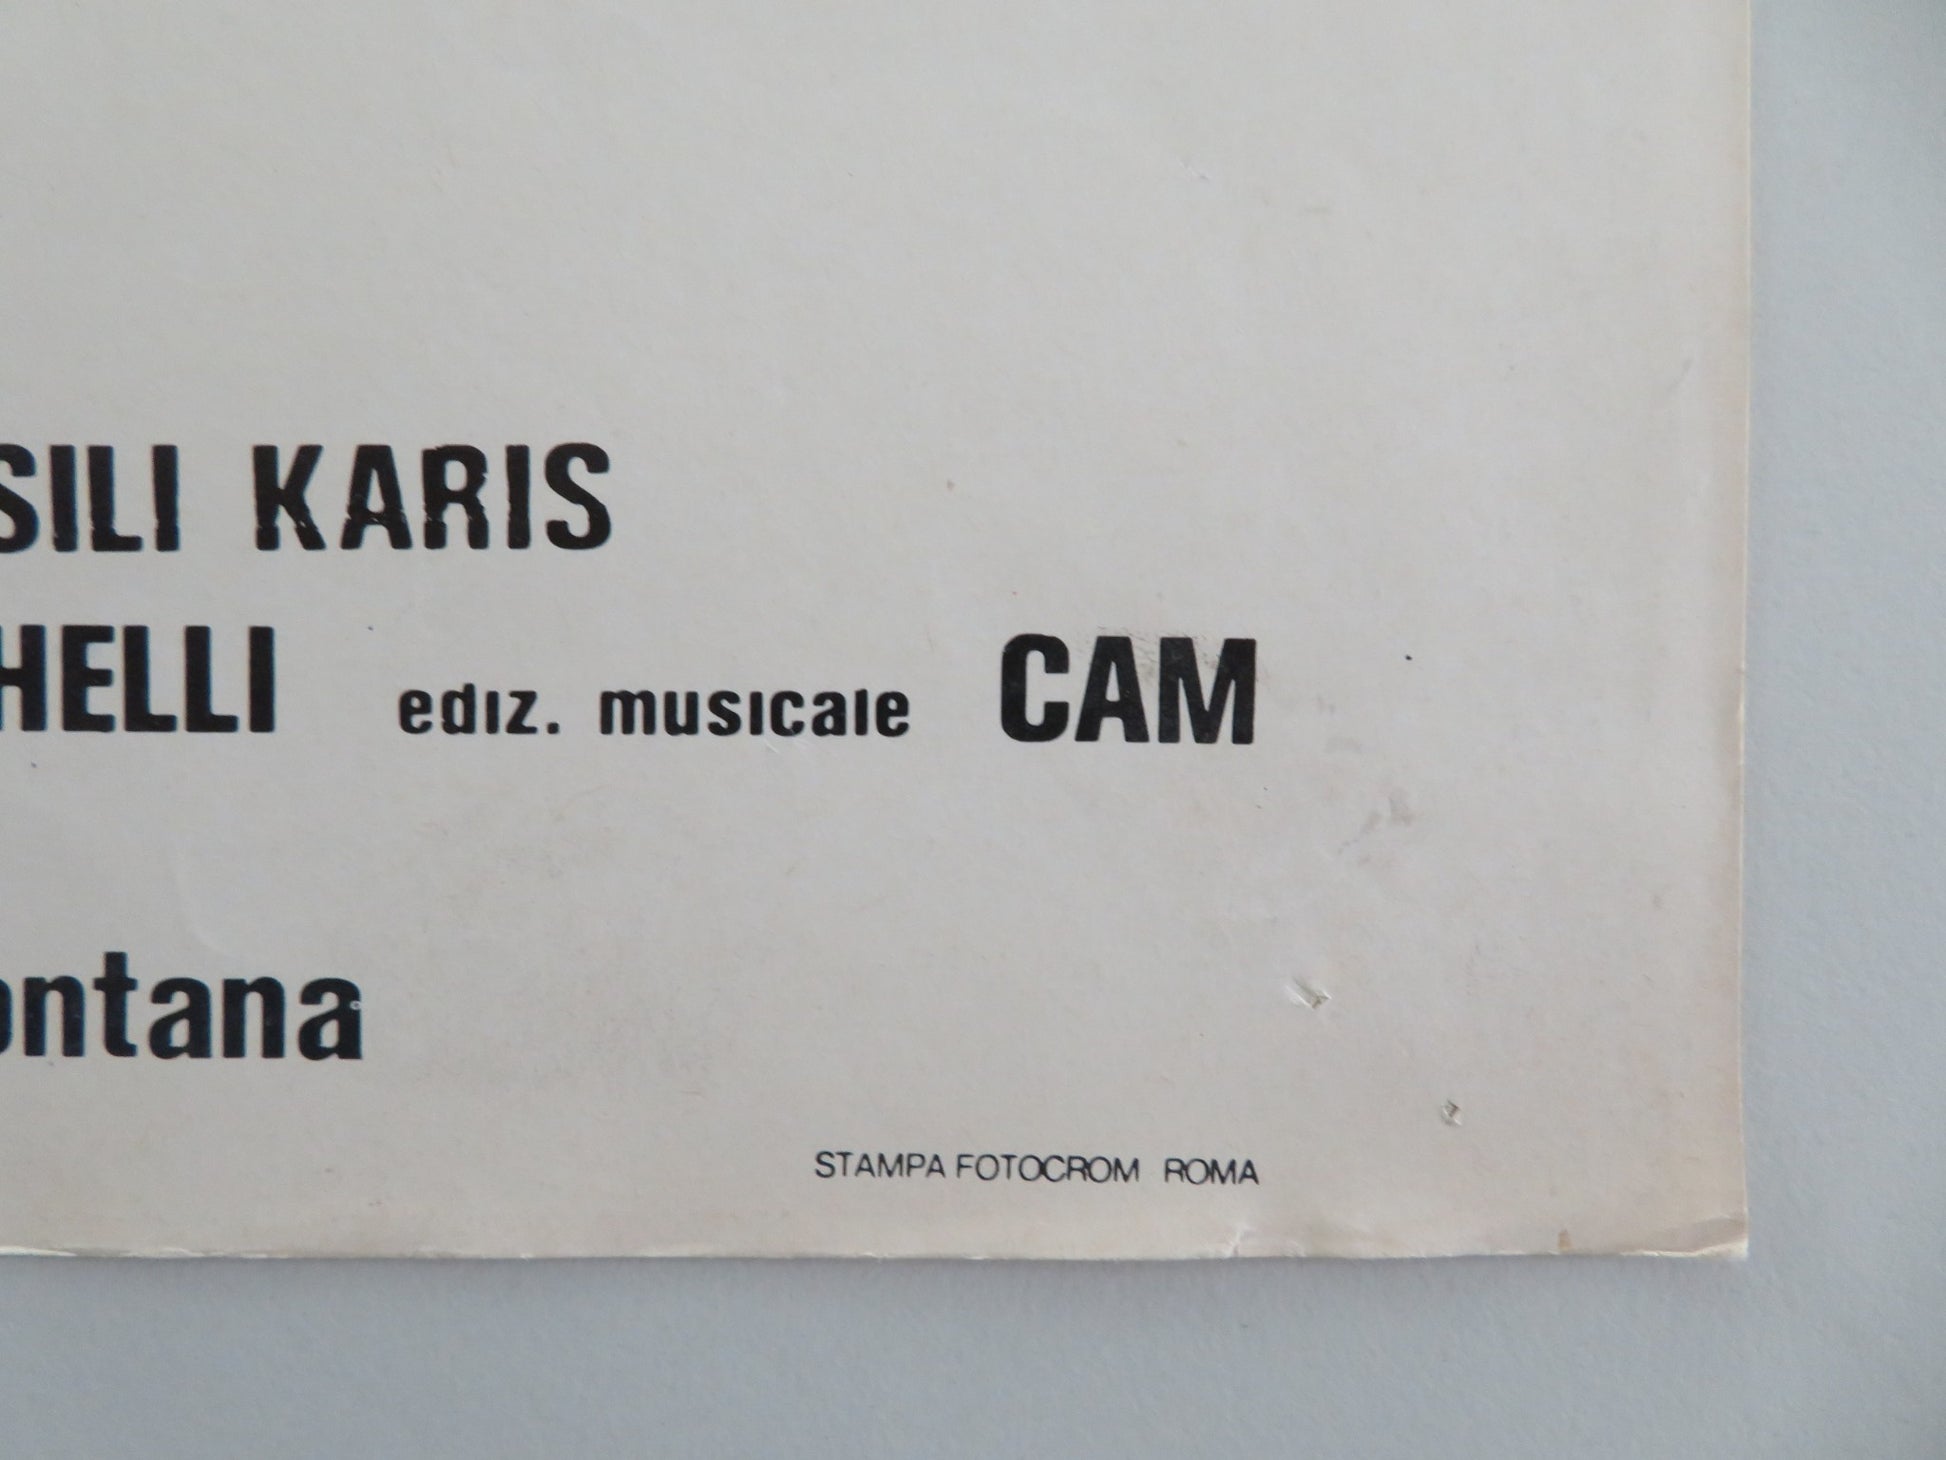 SILI KARIS
HELLI ediz. musicale CAM
ontana
STAMPA FOTOCROM ROMA